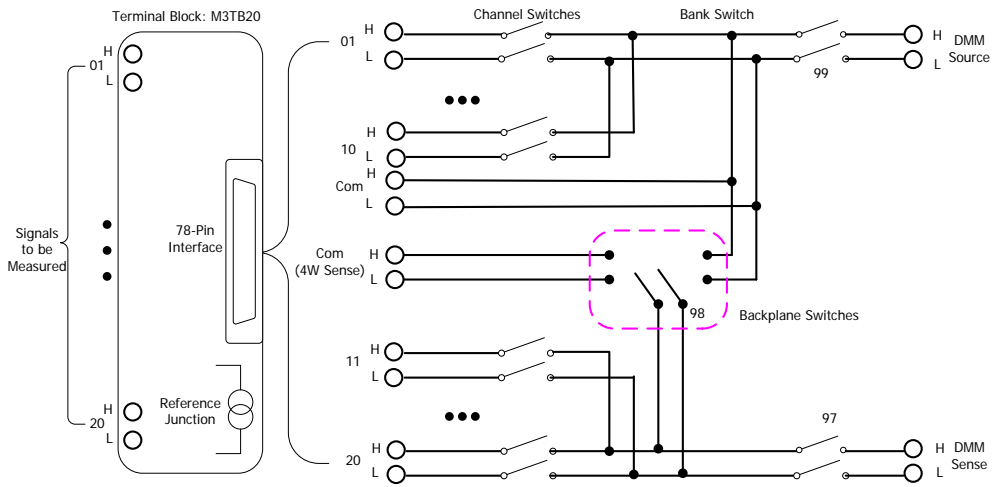 Terminal Block: M3TB20
Channel Switches
Bank Switch
H
01
L
H
01
L
H
DMM
L
Source
99
H
10
L
H
Com
L
Signals
to be
Measured
78-Pin
Interface
Com
(4W Sense)
H
L
98
Backplane Switches
H
11
L
Reference
Junction
97
H
20
L
H
20
L
H
DMM
L
Sense